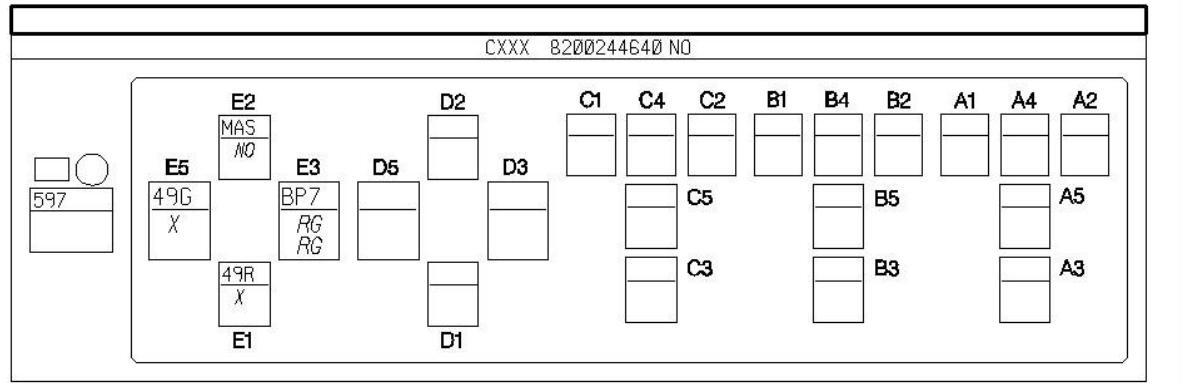 CXXX 8200244640 NO
E2 D2 C1 C4 C2 B1 B4 B2 A1 A4 A2
MAS
NO
E5 E3 D5 D3
597 49G BP7 C5 B5 A5
X RG
RG
49R C3 B3 A3
X
E1 D1